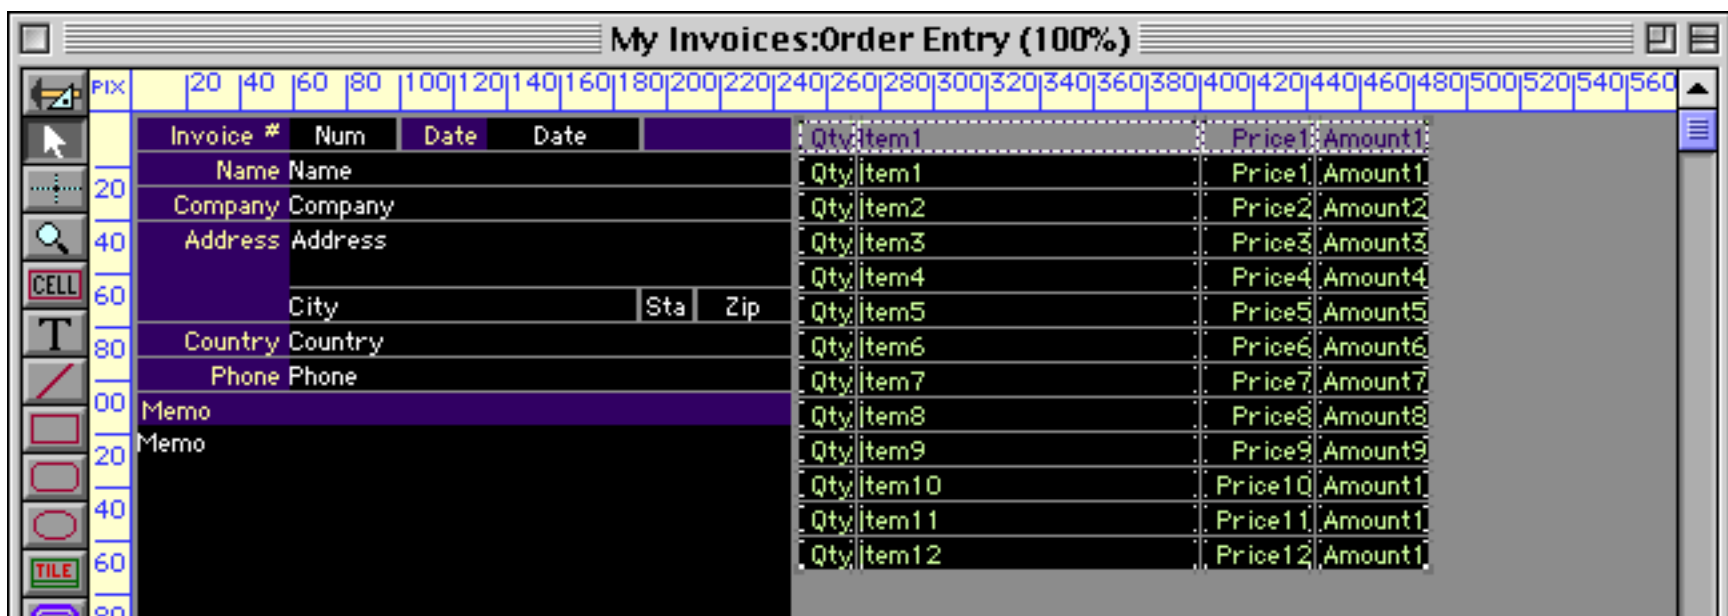 My Invoices:Order Entry (100%)
PIX |20 |40 |60 |80 |100|120|140|160|180|200|220|240|260|280|300|320|340|360|380|400|420|440|460|480|500|520|540|560
Invoice # Num Date Date Qty Item1 Price1 Amount1
20 Name Name Qty Item1 Price1 Amount1
Company Company Qty Item2 Price2 Amount2
40 Address Address Qty Item3 Price3 Amount3
CELL Qty Item4 Price4 Amount4
60 City Sta Zip Qty Item5 Price5 Amount5
T 80 Country Country Qty Item6 Price6 Amount6
Phone Phone Qty Item7 Price7 Amount7
00 Memo Qty Item8 Price8 Amount8
20 Memo Qty Item9 Price9 Amount9
Qty Item10 Price10 Amount1
40 Qty Item11 Price11 Amount1
TILE 60 Qty Item12 Price12 Amount1
80